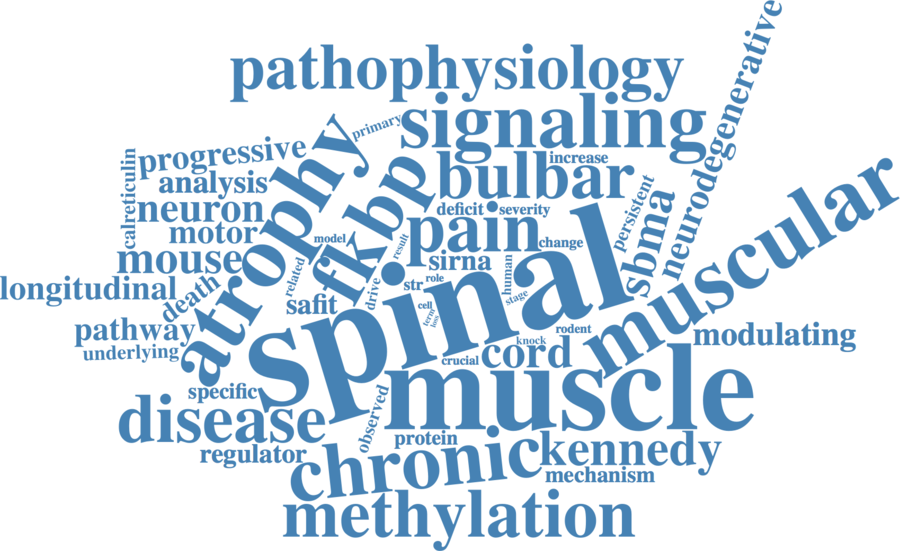 pathophysiology
neurodegenerative
signaling
primary
atrophy
progressive
calreticulin
analysis
increase
bulbar
fkbp
neuron
deficit
severity
persistent
motor
pain
model
result
change
sbma
muscular
mouse
sirna
human
related
longitudinal
death
drive
str
role
stage
safit
cell
term
loss
spinal
pathway
underlying
rodent
knock
modulating
crucial
cord
muscle
specific
disease
observed
protein
regulator
chronic
kennedy
mechanism
methylation